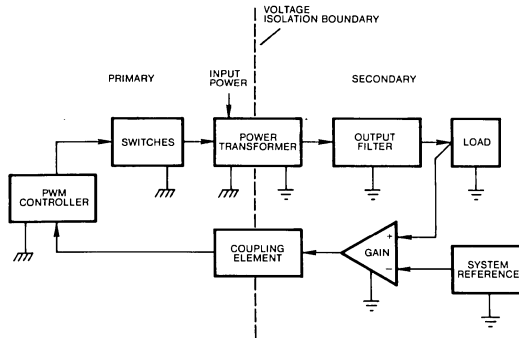 VOLTAGE
ISOLATION BOUNDARY
PRIMARY
INPUT
POWER
SECONDARY
SWITCHES
POWER
TRANSFORMER
OUTPUT
FILTER
LOAD
PWM
CONTROLLER
COUPLING
ELEMENT
+
GAIN
−
SYSTEM
REFERENCE